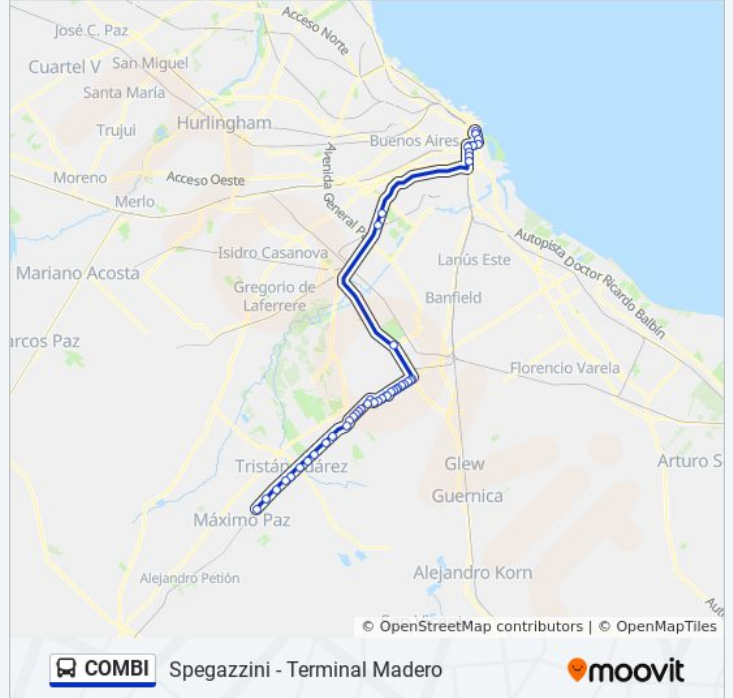 Acceso Norte
José C. Paz
Cuartel V
San Miguel
Santa María
Trujui
Hurlingham
Buenos Aires
Moreno
Acceso Oeste
Merlo
Avenida General Pa
Isidro Casanova
Lanús Este
Autopista Doctor Ricardo Balbín
Mariano Acosta
Gregorio de
Laferrere
Banfield
arcos Paz
Florencio Varela
Tristán Suárez
Glew
Arturo S
Guernica
Máximo Paz
Alejandro Petión
Alejandro Korn
Aut
© OpenStreetMap contributors | © OpenMapTiles
COMBI
Spegazzini - Terminal Madero
moovit